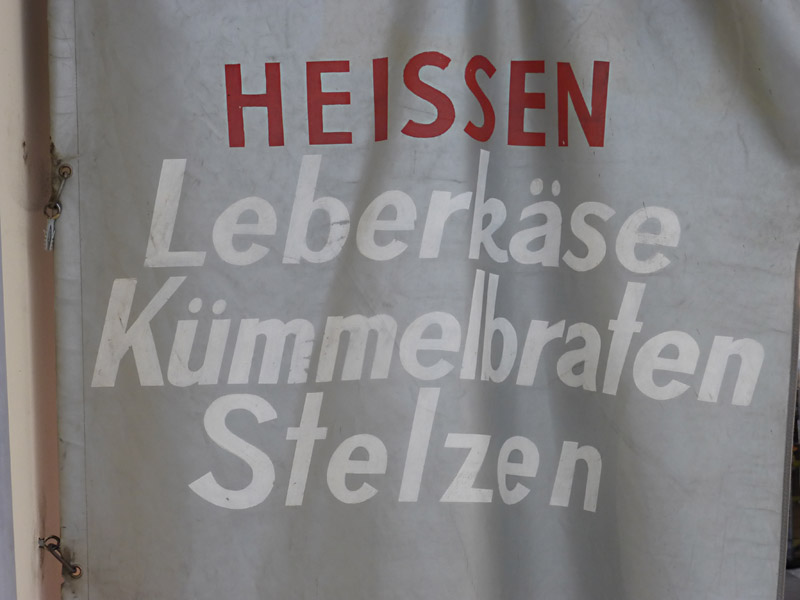 HEISSEN
Leberkäse
Kümmelbraten
Stelzen